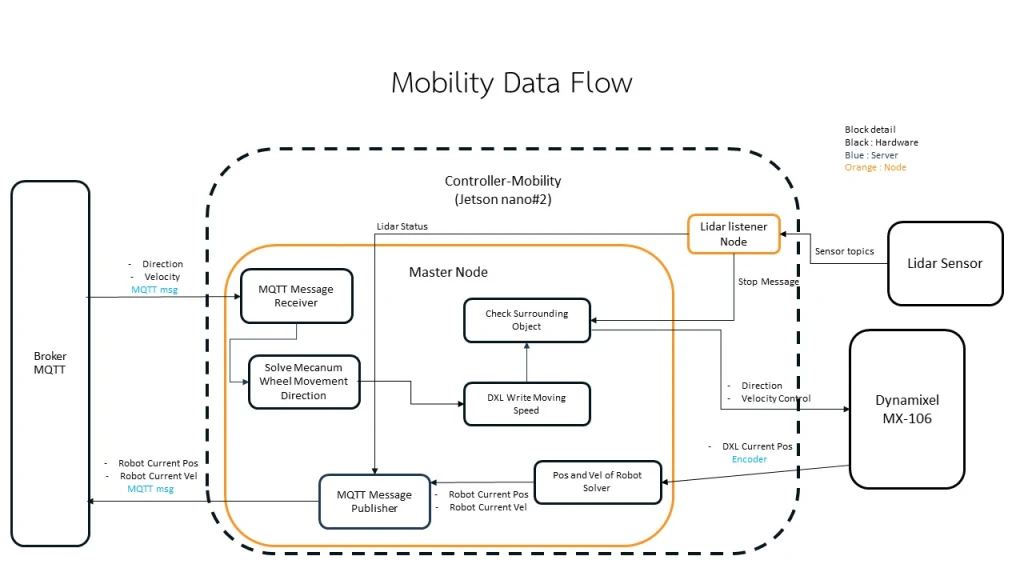 Mobility Data Flow
Block detail
Black : Hardware
Blue : Server
Orange : Node
Controller-Mobility
(Jetson nano#2)
Lidar Status
Lidar listener
Node
Sensor topics
Lidar Sensor
- Direction
- Velocity
MQTT msg
MQTT Message
Receiver
Master Node
Stop Message
Check Surrounding
Object
Broker
MQTT
Solve Mecanum
Wheel Movement
Direction
DXL Write Moving
Speed
- Direction
- Velocity Control
Dynamixel
MX-106
- DXL Current Pos
Encoder
- Robot Current Pos
- Robot Current Vel
MQTT msg
MQTT Message
Publisher
- Robot Current Pos
- Robot Current Vel
Pos and Vel of Robot
Solver